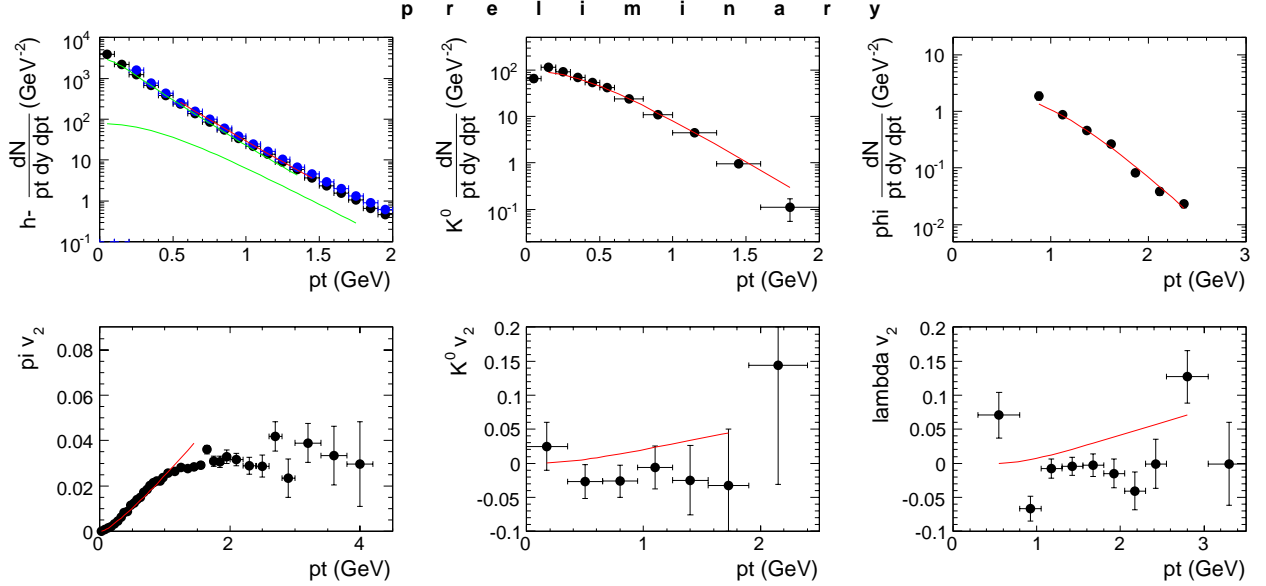 p r e l i m i n a r y
h- dN/pt dy dpt (GeV-2)
10^4
10^3
10^2
10
1
10^-1
0.5 1 1.5 2
pt (GeV)
K^0 dN/pt dy dpt (GeV^-2)
10^2
10
1
10^-1
0 0.5 1 1.5 2
pt (GeV)
phi dN/pt dy dpt (GeV^-2)
10
1
10^-1
10^-2
0 1 2 3
pt (GeV)
pi v_2
0.08
0.06
0.04
0.02
0
0 2 4
pt (GeV)
K^0 v_2
0.2
0.15
0.1
0.05
0
-0.05
-0.1
0 1 2
pt (GeV)
lambda v_2
0.2
0.15
0.1
0.05
0
-0.05
-0.1
0 1 2 3
pt (GeV)